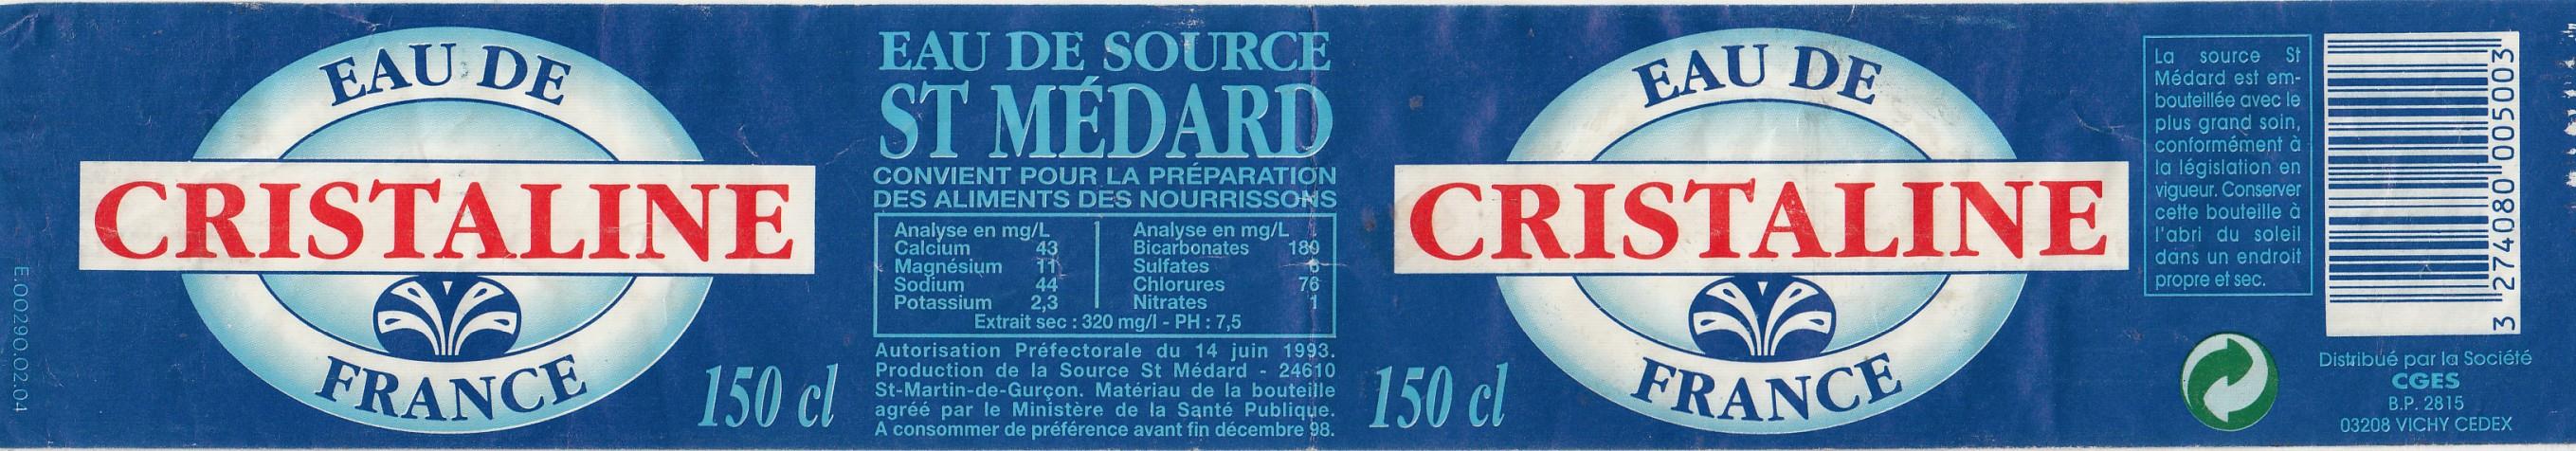 E.00290.02.04
EAU DE
CRISTALINE
FRANCE
150 cl
EAU DE SOURCE
ST MÉDARD
CONVIENT POUR LA PRÉPARATION
DES ALIMENTS DES NOURRISSONS
Analyse en mg/L
Calcium 43
Magnésium 11
Sodium 44
Potassium 2,3
Analyse en mg/L
Bicarbonates 180
Sulfates 6
Chlorures 76
Nitrates 1
Extrait sec : 320 mg/l - PH : 7,5
Autorisation Préfectorale du 14 juin 1993.
Production de la Source St Médard - 24610
St-Martin-de-Gurçon. Matériau de la bouteille
agréé par le Ministère de la Santé Publique.
A consommer de préférence avant fin décembre 98.
150 cl
EAU DE
CRISTALINE
FRANCE
La source St
Médard est em-
bouteillée avec le
plus grand soin,
conformément à
la législation en
vigueur. Conserver
cette bouteille à
l'abri du soleil
dans un endroit
propre et sec.
3 274080 005003
Distribué par la Société
CGES
B.P. 2815
03208 VICHY CEDEX